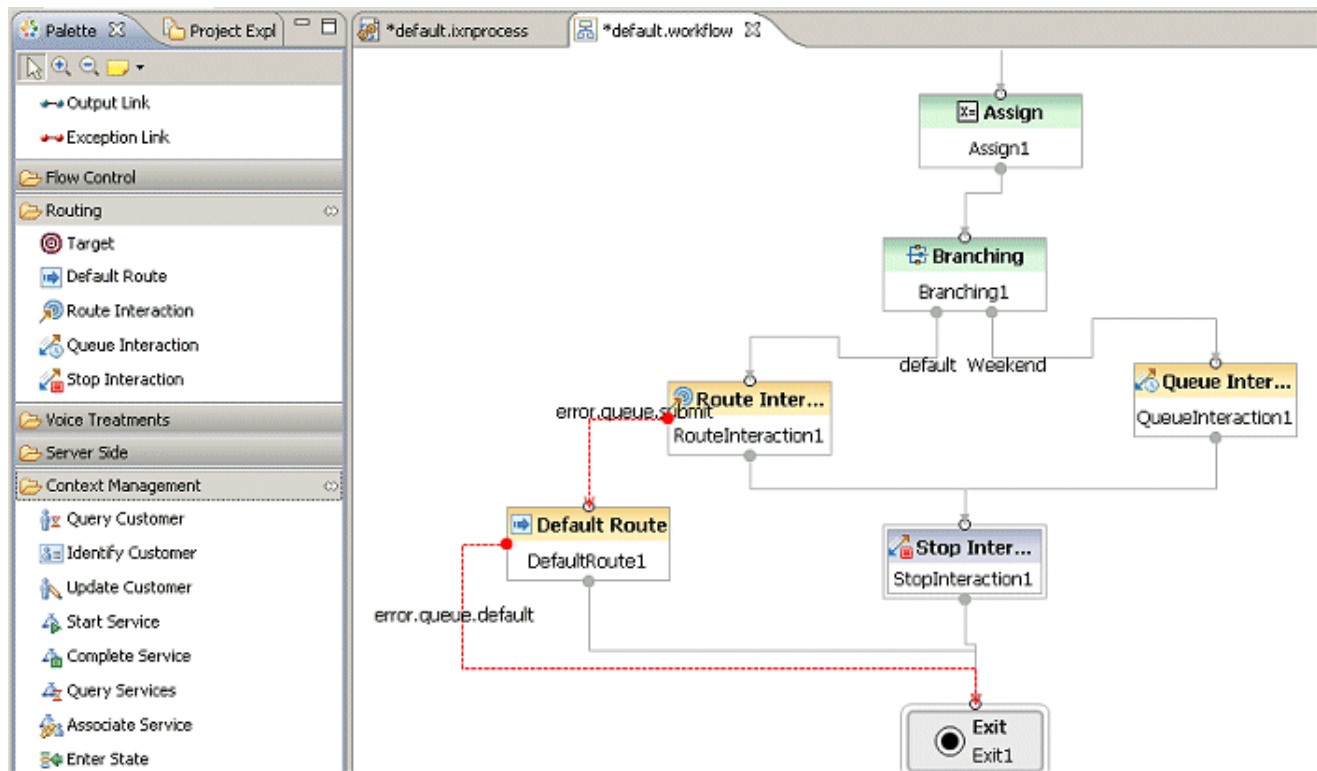 Palette
Project Expl
*default.ixnprocess
*default.workflow
Output Link
Exception Link
Flow Control
Routing
Target
Default Route
Route Interaction
Queue Interaction
Stop Interaction
Voice Treatments
Server Side
Context Management
Query Customer
Identify Customer
Update Customer
Start Service
Complete Service
Query Services
Associate Service
Enter State
X= Assign
Assign1
Branching
Branching1
default
Weekend
Route Inter...
RouteInteraction1
error.queue.submit
Queue Inter...
QueueInteraction1
Default Route
DefaultRoute1
error.queue.default
Stop Inter...
StopInteraction1
Exit
Exit1